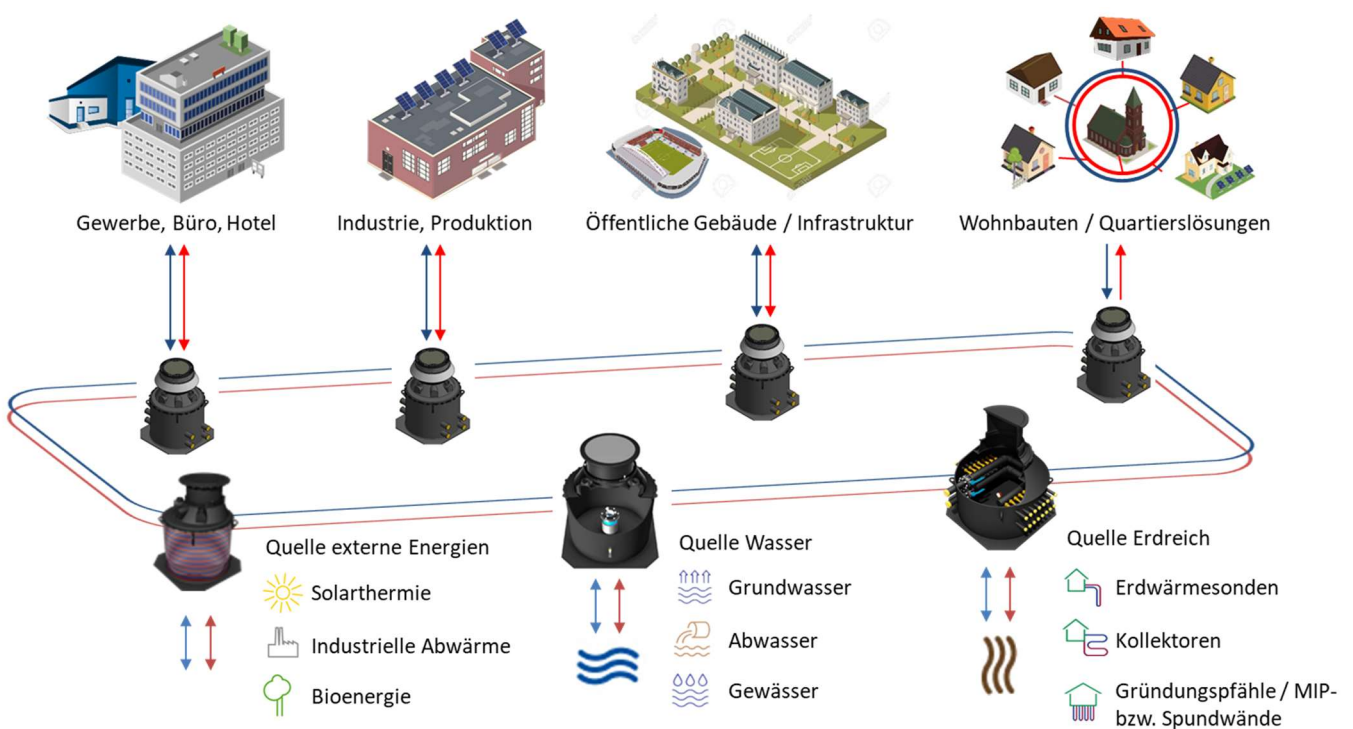 Gewerbe, Büro, Hotel
Industrie, Produktion
Öffentliche Gebäude / Infrastruktur
Wohnbauten / Quartierslösungen
Quelle externe Energien
Solarthermie
Industrielle Abwärme
Bioenergie
Quelle Wasser
Grundwasser
Abwasser
Gewässer
Quelle Erdreich
Erdwärmesonden
Kollektoren
Gründungspfähle / MIP-
bzw. Spundwände